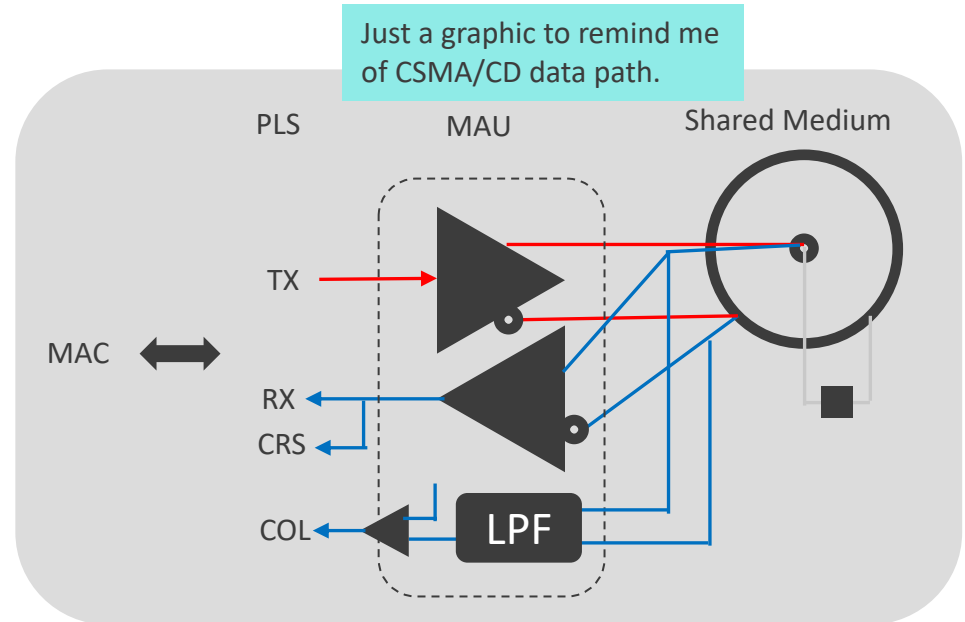 Just a graphic to remind me
of CSMA/CD data path.
PLS
MAU
Shared Medium
TX
MAC
RX
CRS
COL
LPF